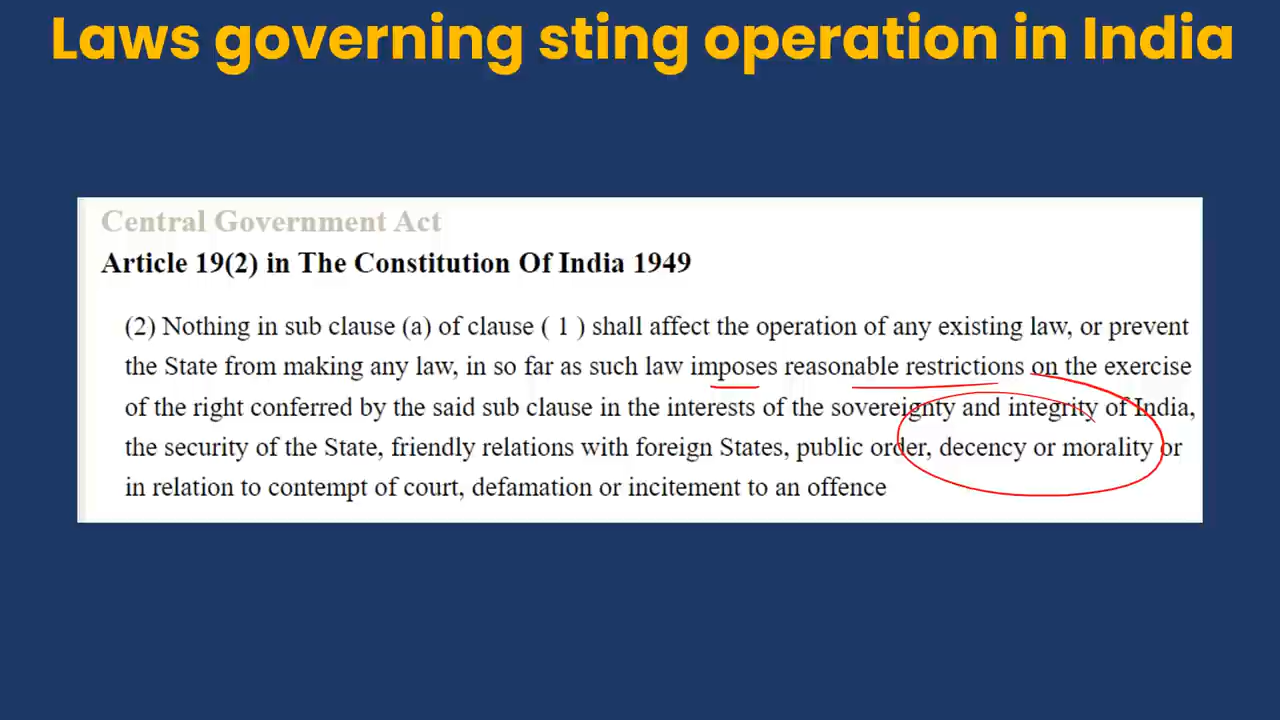 Laws governing sting operation in India
Central Government Act
Article 19(2) in The Constitution Of India 1949
(2) Nothing in sub clause (a) of clause ( 1 ) shall affect the operation of any existing law, or prevent
the State from making any law, in so far as such law imposes reasonable restrictions on the exercise
of the right conferred by the said sub clause in the interests of the sovereignty and integrity of India,
the security of the State, friendly relations with foreign States, public order, decency or morality or
in relation to contempt of court, defamation or incitement to an offence